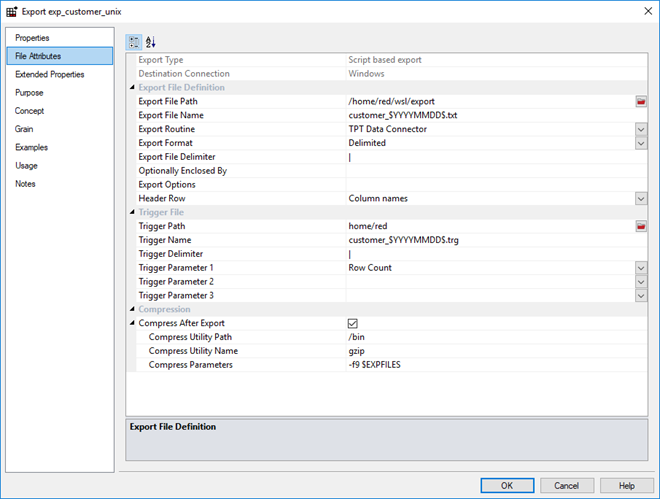 Export exp_customer_unix
Properties
File Attributes
Extended Properties
Purpose
Concept
Grain
Examples
Usage
Notes
Export Type Script based export
Destination Connection Windows
Export File Definition
Export File Path /home/red/wsl/export
Export File Name customer_$YYYYMMDD$.txt
Export Routine TPT Data Connector
Export Format Delimited
Export File Delimiter |
Optionally Enclosed By
Export Options
Header Row Column names
Trigger File
Trigger Path home/red
Trigger Name customer_$YYYYMMDD$.trg
Trigger Delimiter |
Trigger Parameter 1 Row Count
Trigger Parameter 2
Trigger Parameter 3
Compression
Compress After Export
Compress Utility Path /bin
Compress Utility Name gzip
Compress Parameters -f9 $EXPFILES
Export File Definition
OK Cancel Help